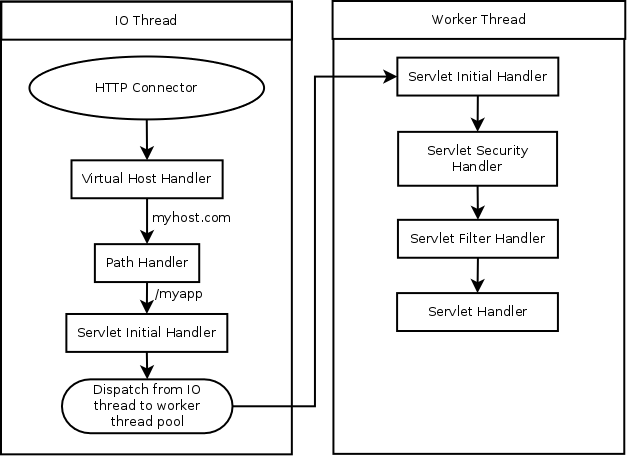 IO Thread
HTTP Connector
Virtual Host Handler
myhost.com
Path Handler
/myapp
Servlet Initial Handler
Dispatch from IO
thread to worker
thread pool
Worker Thread
Servlet Initial Handler
Servlet Security
Handler
Servlet Filter Handler
Servlet Handler